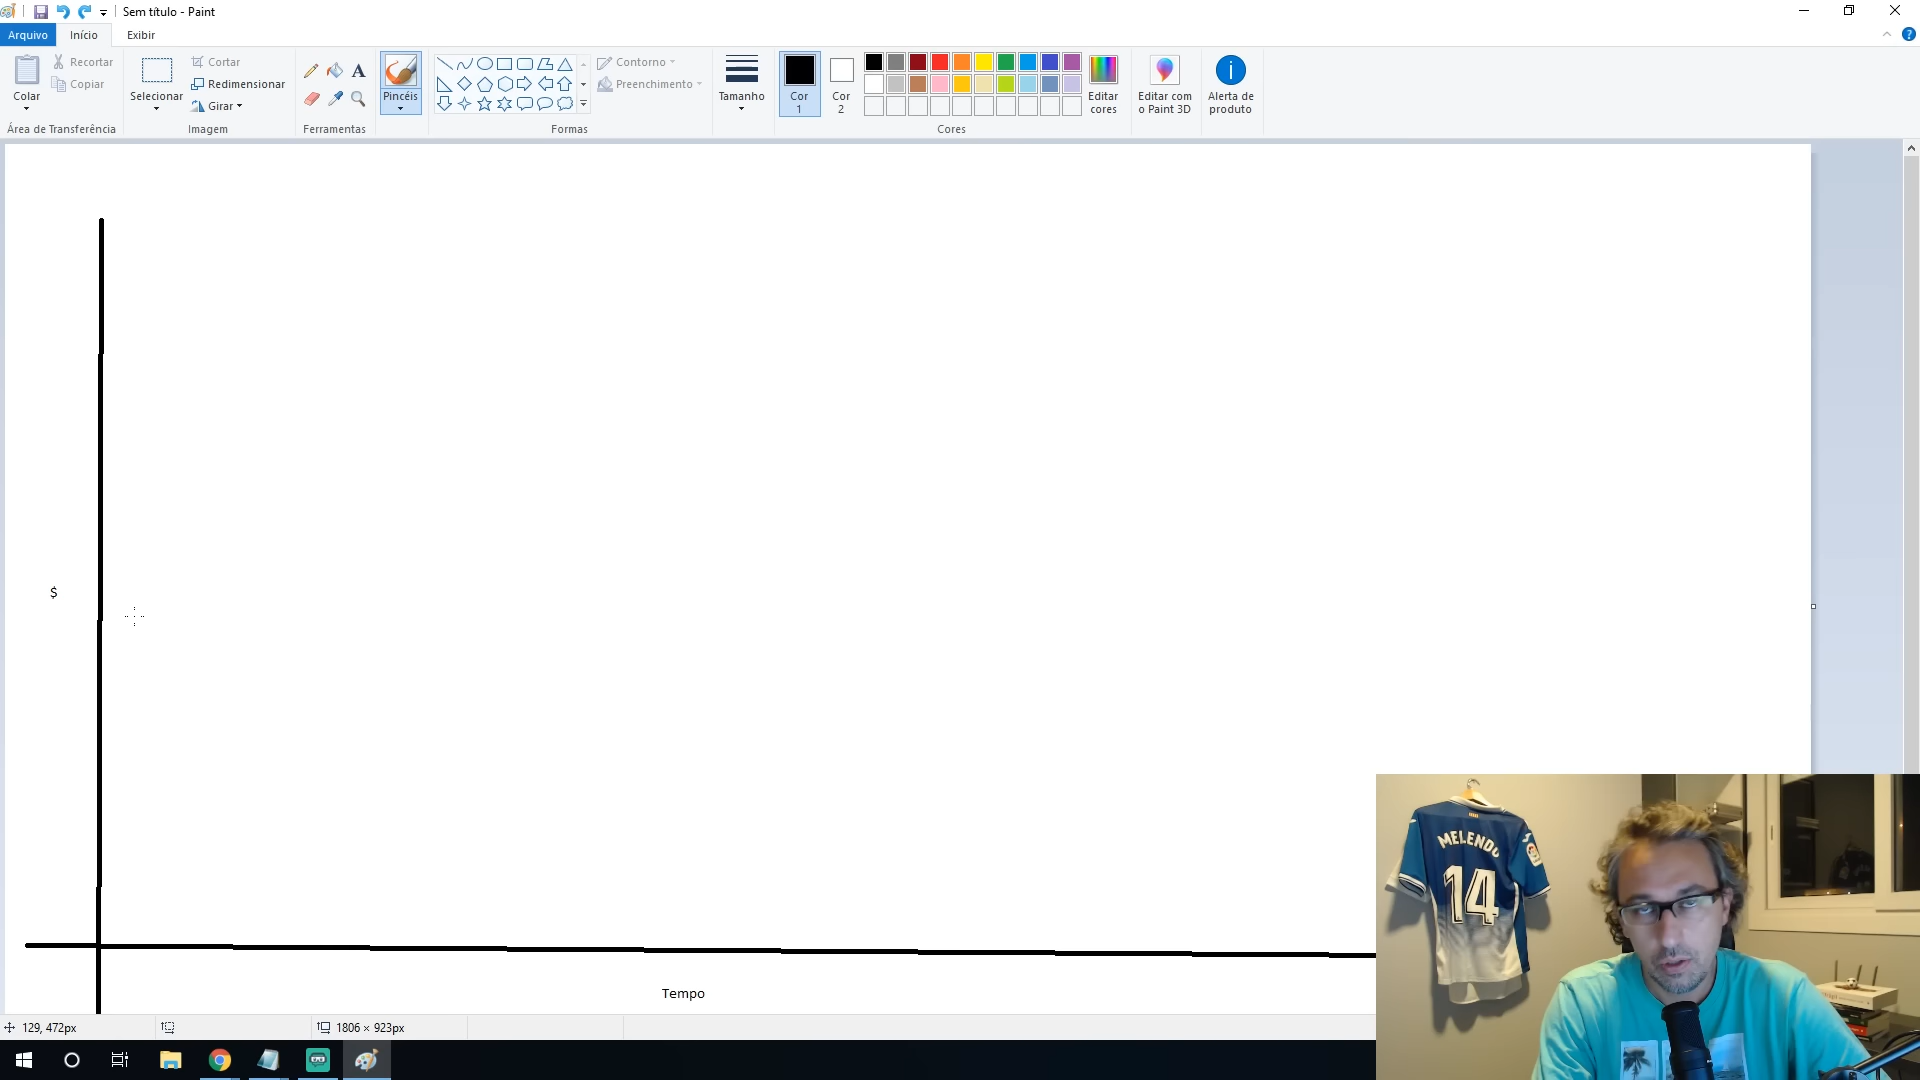 Sem título - Paint
Arquivo
Início
Exibir
Colar
Recortar
Copiar
Área de Transferência
Selecionar
Cortar
Redimensionar
Girar
Imagem
A
Ferramentas
Pincéis
Contorno
Preenchimento
Formas
Tamanho
Cor
1
Cor
2
Cores
Editar
cores
Editar com
o Paint 3D
Alerta de
produto
$
Tempo
129, 472px
1806 × 923px
MELENDO
14